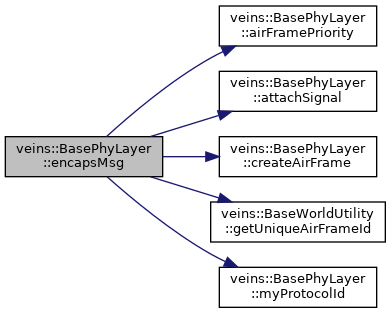 veins::BasePhyLayer
::encapsMsg
veins::BasePhyLayer
::airFramePriority
veins::BasePhyLayer
::attachSignal
veins::BasePhyLayer
::createAirFrame
veins::BaseWorldUtility
::getUniqueAirFrameId
veins::BasePhyLayer
::myProtocolId